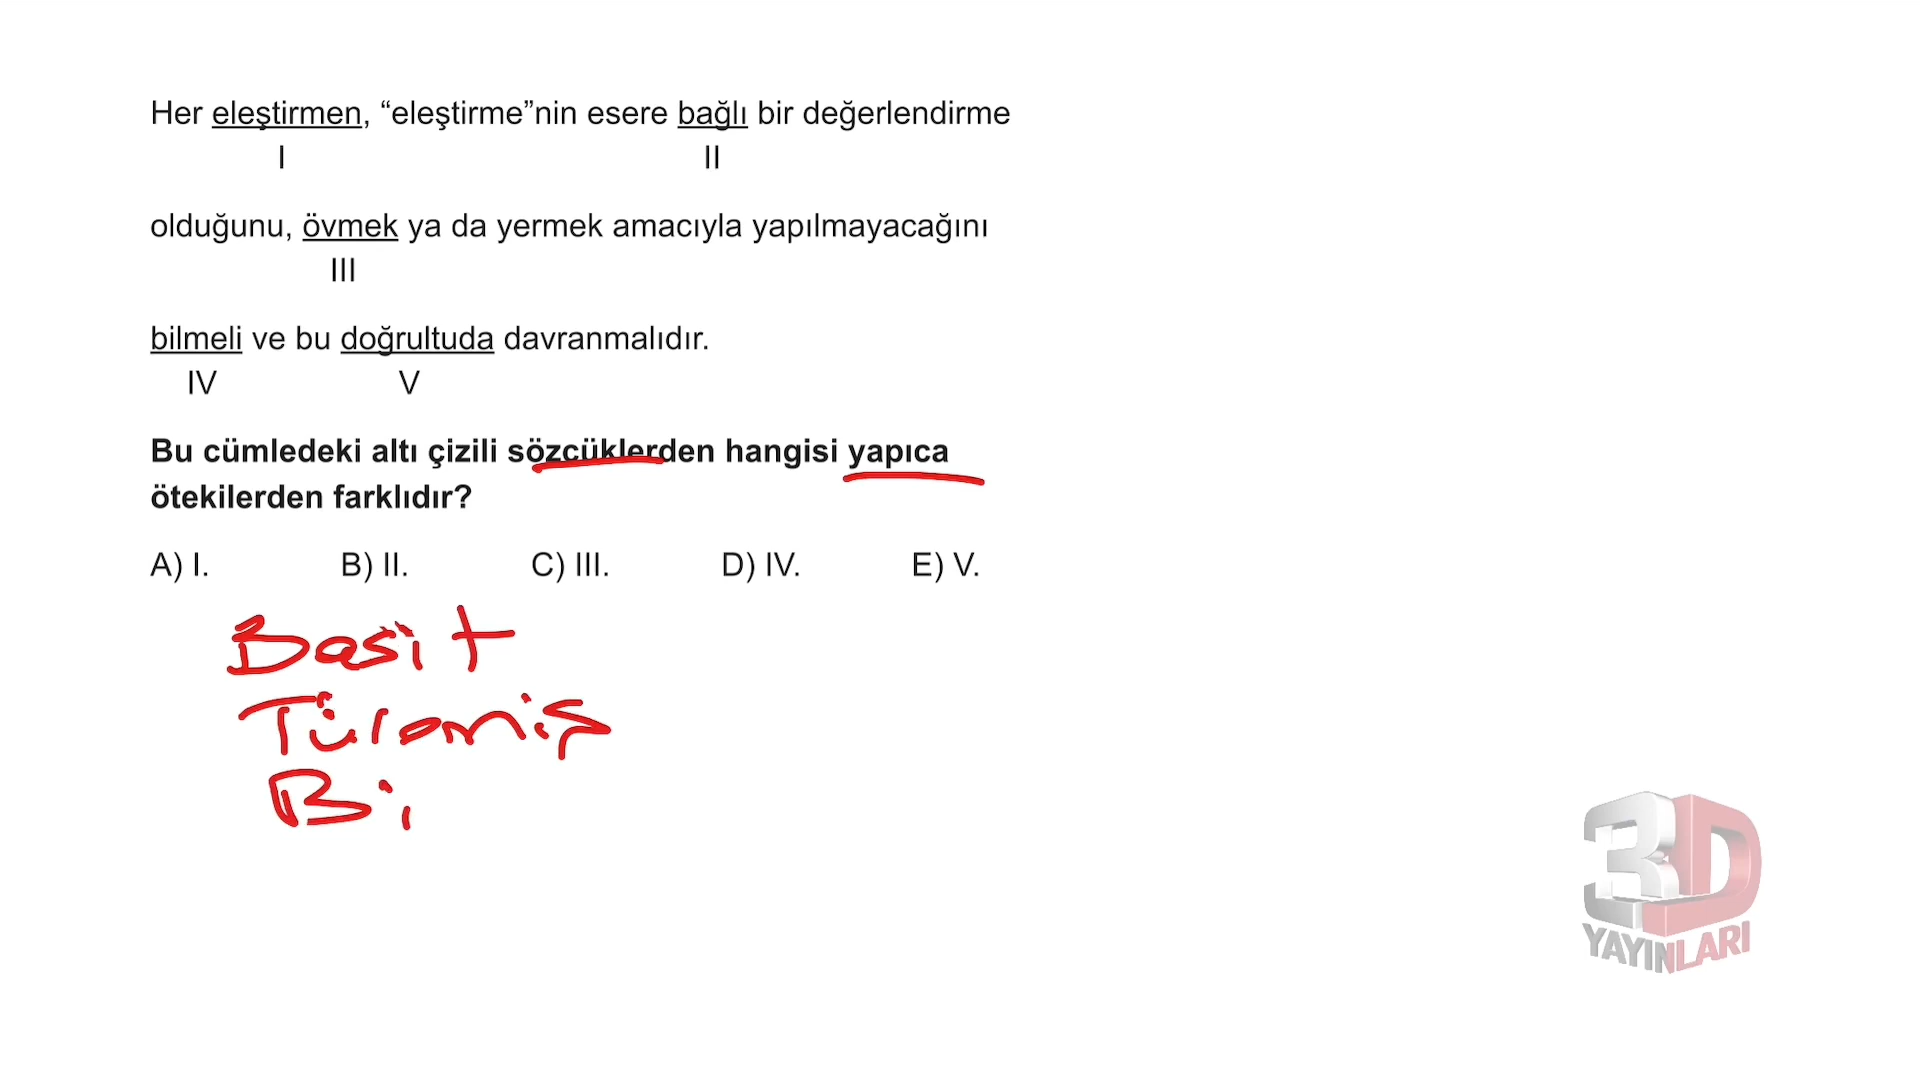 Her eleştirmen, “eleştirme”nin esere bağlı bir değerlendirme
I II
olduğunu, övmek ya da yermek amacıyla yapılmayacağını
III
bilmeli ve bu doğrultuda davranmalıdır.
IV V
Bu cümledeki altı çizili sözcüklerden hangisi yapıca
ötekilerden farklıdır?
A) I. B) II. C) III. D) IV. E) V.
Basit
Türemiş
Bi
3D
YAYINLARI